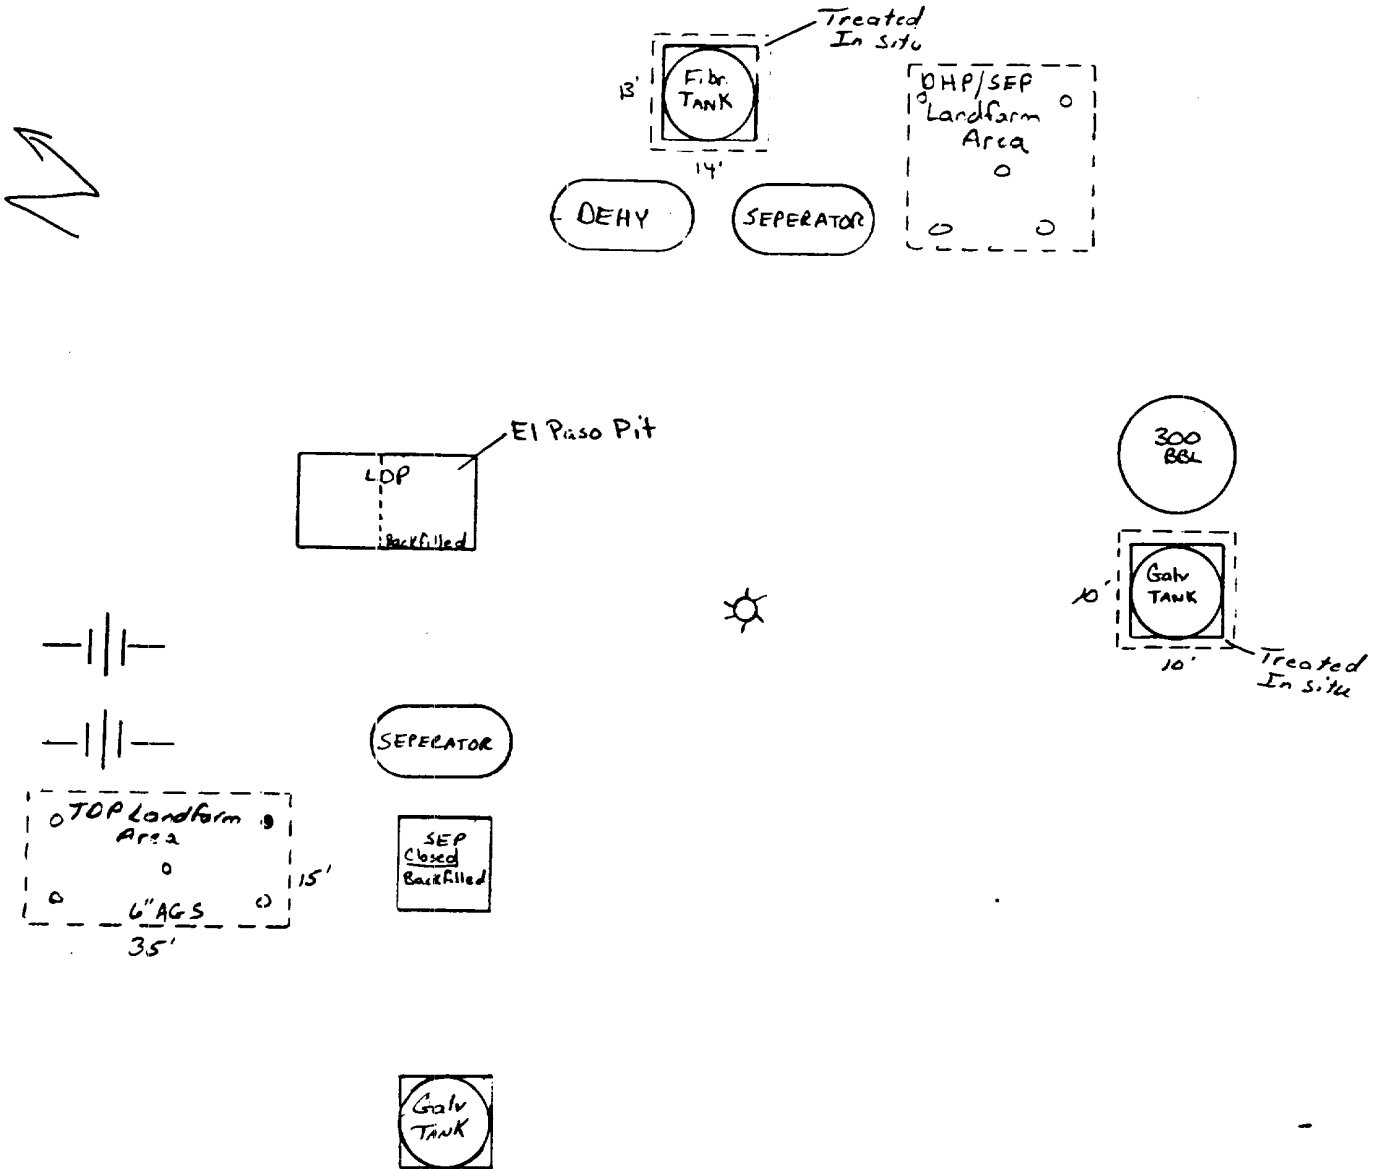 Treated
In situ
Fibr.
TANK
13'
14'
DHP/SEP
Landfarm
Area
DEHY
SEPERATOR
El Paso Pit
LDP
Backfilled
300
BBL
Galv
TANK
10'
10'
Treated
In situ
SEPERATOR
TDP Landfarm
Area
6" AGS
15'
35'
SEP
Closed
Backfilled
Galv
TANK